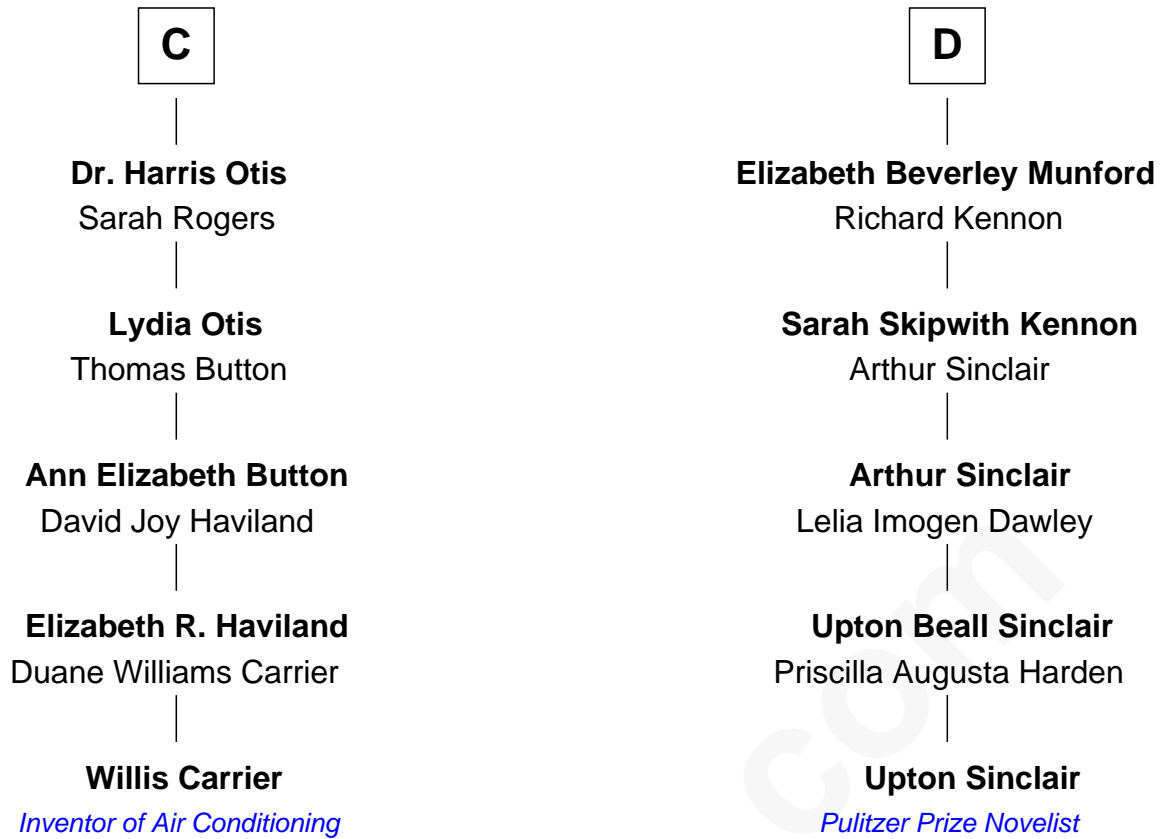 C
Dr. Harris Otis
Sarah Rogers
Lydia Otis
Thomas Button
Ann Elizabeth Button
David Joy Haviland
Elizabeth R. Haviland
Duane Williams Carrier
Willis Carrier
Inventor of Air Conditioning
D
Elizabeth Beverley Munford
Richard Kennon
Sarah Skipwith Kennon
Arthur Sinclair
Arthur Sinclair
Lelia Imogen Dawley
Upton Beall Sinclair
Priscilla Augusta Harden
Upton Sinclair
Pulitzer Prize Novelist
com